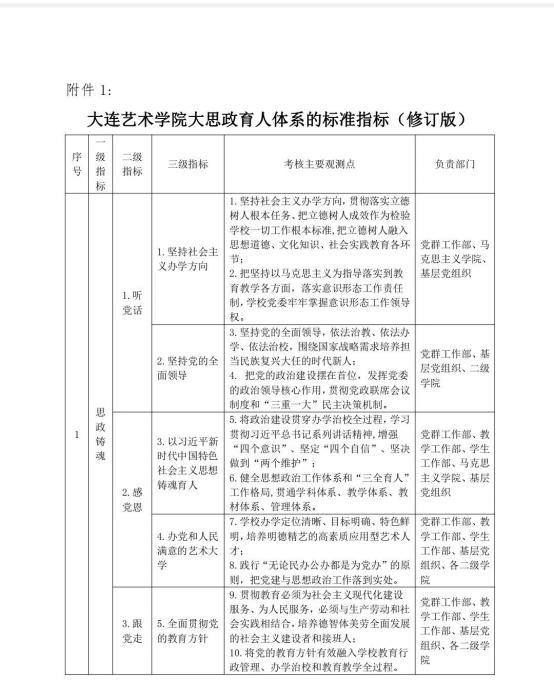 附件 1：
大连艺术学院大思政育人体系的标准指标（修订版）
序号
一级指标
二级指标
三级指标
考核主要观测点
负责部门
1
思政铸魂
1.听
党话
1.坚持社会主
义办学方向
1.坚持社会主义办学方向，贯彻落实立德
树人根本任务、把立德树人成效作为检验
学校一切工作根本标准,把立德树人融入
思想道德、文化知识、社会实践教育各环
节；
2.把坚持以马克思主义为指导落实到教
育教学各方面，落实意识形态工作责任
制，学校党委牢牢掌握意识形态工作领导
权。
党群工作部、马
克思主义学院、
基层党组织
2.坚持党的全
面领导
3.坚持党的全面领导，依法治教、依法办
学、依法治校，围绕国家战略需求培养担
当民族复兴大任的时代新人；
4. 把党的政治建设摆在首位，发挥党委
的政治领导核心作用，贯彻党政联席会议
制度和“三重一大”民主决策机制。
党群工作部、基
层党组织、二级
学院
2.感
党恩
3.以习近平新
时代中国特色
社会主义思想
铸魂育人
5.将政治建设贯穿办学治校全过程，学习
贯彻习近平总书记系列讲话精神,增强
“四个意识”、坚定“四个自信”、坚决
做到“两个维护”；
6.健全思想政治工作体系和“三全育人”
工作格局,贯通学科体系、教学体系、教
材体系、管理体系。
党群工作部、教
学工作部、学生
工作部、马克思
主义学院、基层
党组织
4.办党和人民
满意的艺术大
学
7.学校办学定位清晰、目标明确、特色鲜
明，培养明德精艺的高素质应用型艺术人
才；
8.践行“无论民办公办都是为党办”的原
则，把党建与思想政治工作落到实处。
党群工作部、教
学工作部、学生
工作部、基层党
组织、各二级学
院
3.跟
党走
5.全面贯彻党
的教育方针
9.贯彻教育必须为社会主义现代化建设
服务、为人民服务，必须与生产劳动和社
会实践相结合，培养德智体美劳全面发展
的社会主义建设者和接班人；
10.将党的教育方针有效融入学校教育行
政管理、办学治校和教育教学全过程。
党群工作部、教
学工作部、学生
工作部、基层党
组织、各二级学
院